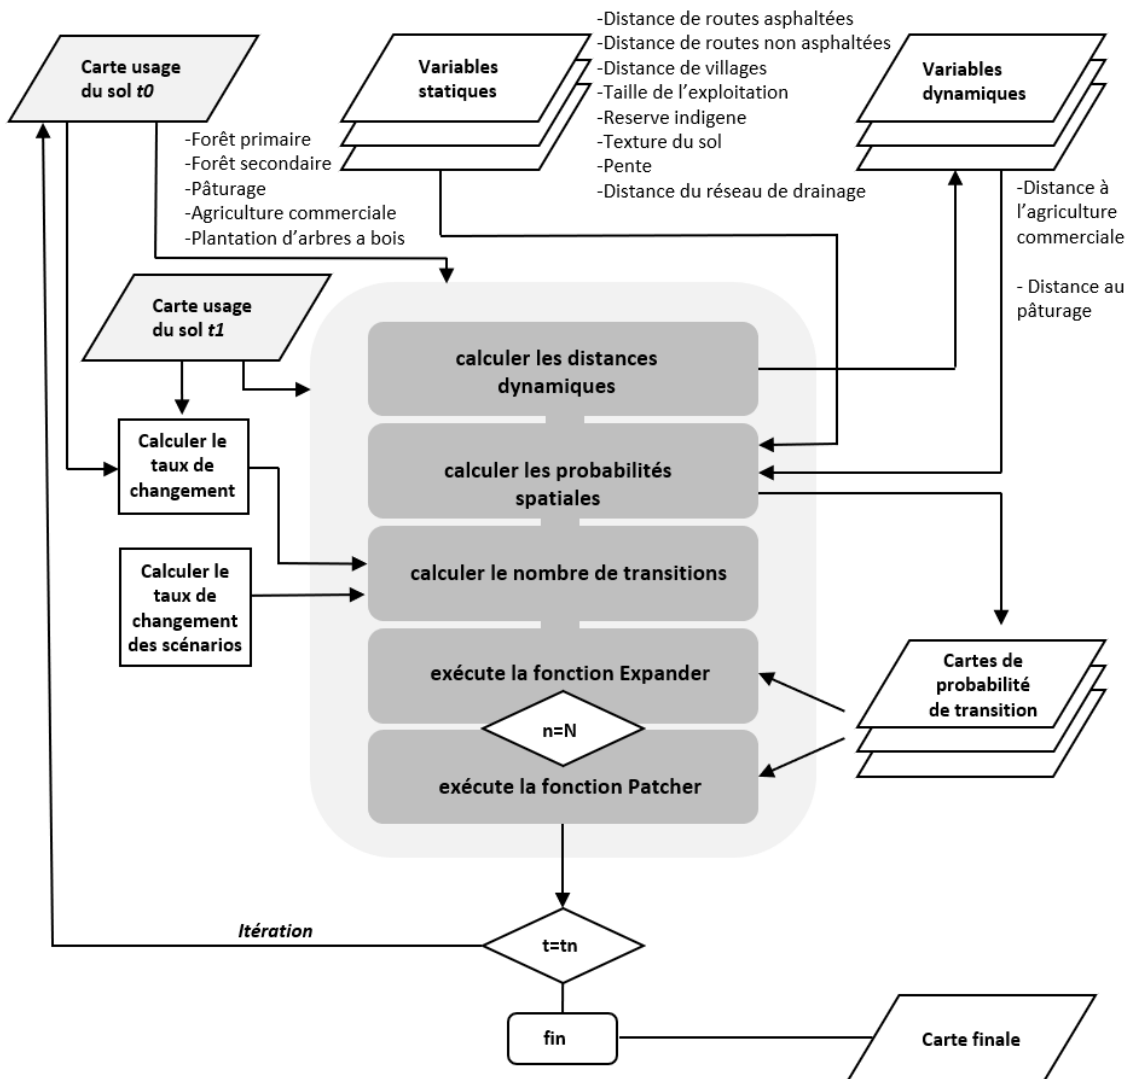 Carte usage
du sol t0
-Forêt primaire
-Forêt secondaire
-Pâturage
-Agriculture commerciale
-Plantation d'arbres a bois
Variables
statiques
-Distance de routes asphaltées
-Distance de routes non asphaltées
-Distance de villages
-Taille de l'exploitation
-Reserve indigene
-Texture du sol
-Pente
-Distance du réseau de drainage
Variables
dynamiques
-Distance à
l'agriculture
commerciale
- Distance au
pâturage
Carte usage
du sol t1
Calculer le
taux de
changement
Calculer le
taux de
changement
des scénarios
calculer les distances
dynamiques
calculer les probabilités
spatiales
calculer le nombre de transitions
exécute la fonction Expander
n=N
exécute la fonction Patcher
Cartes de
probabilité
de transition
Itération
t=tn
fin
Carte finale